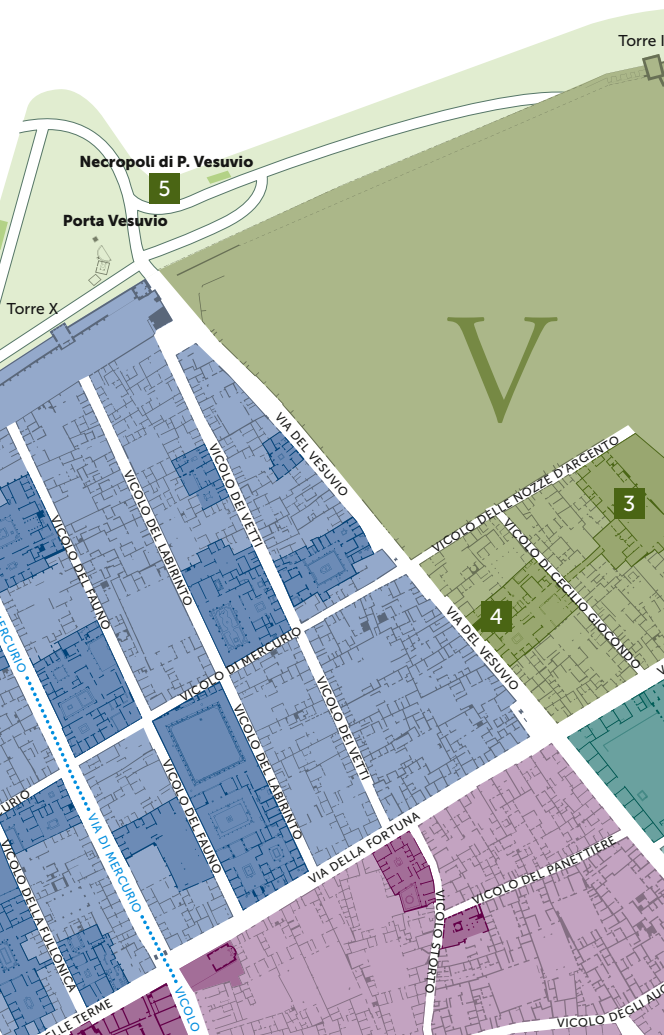 Torre I
Necropoli di P. Vesuvio
5
Porta Vesuvio
Torre X
V
VIA DEL VESUVIO
VICOLO DELLE NOZZE D'ARGENTO
VICOLO DEI VETTI
VICOLO DEL LABIRINTO
3
VICOLO DEL FAUNO
VICOLO DI CECILIO GIOCONDO
4
VIA DEL VESUVIO
MERCURIO
VICOLO DI MERCURIO
VICOLO DEI VETTI
VICOLO DEL LABIRINTO
VICOLO DEL FAUNO
URIO
VIA DI MERCURIO
VIA DELLA FORTUNA
VICOLO DEL PANETTIERE
VICOLO DELLA FULLONICA
VICOLO STORTO
VICOLO
ELLE TERME
VICOLO DEGLI AUG